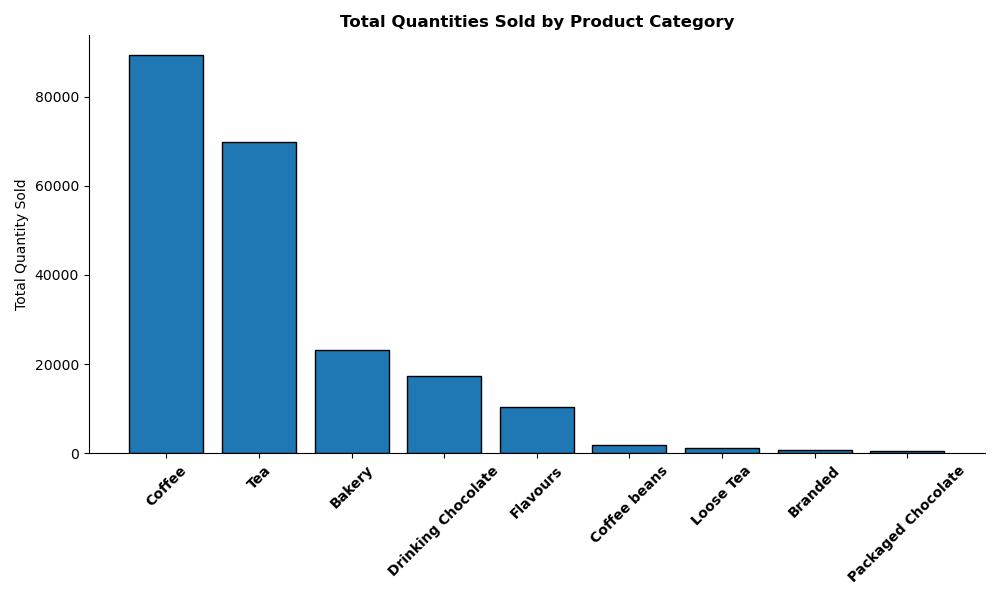 Total Quantities Sold by Product Category
Total Quantity Sold
80000
60000
40000
20000
0
Coffee
Tea
Bakery
Drinking Chocolate
Flavours
Coffee beans
Loose Tea
Branded
Packaged Chocolate